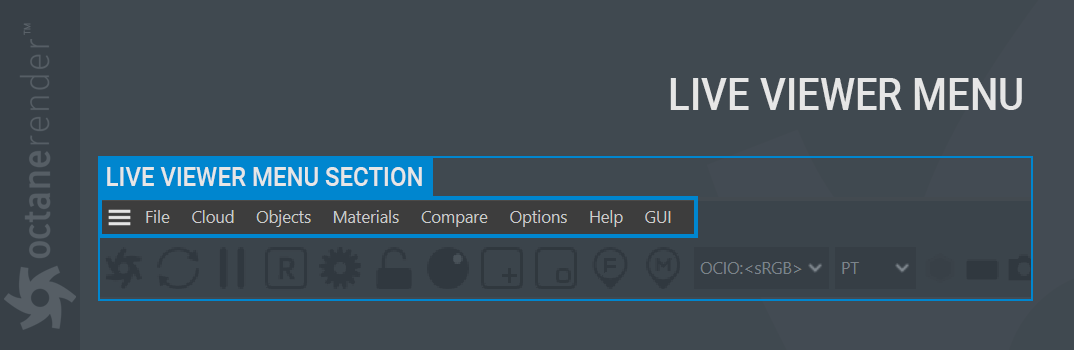 octanerender™
LIVE VIEWER MENU
LIVE VIEWER MENU SECTION
File Cloud Objects Materials Compare Options Help GUI
R F M OCIO:<sRGB> PT